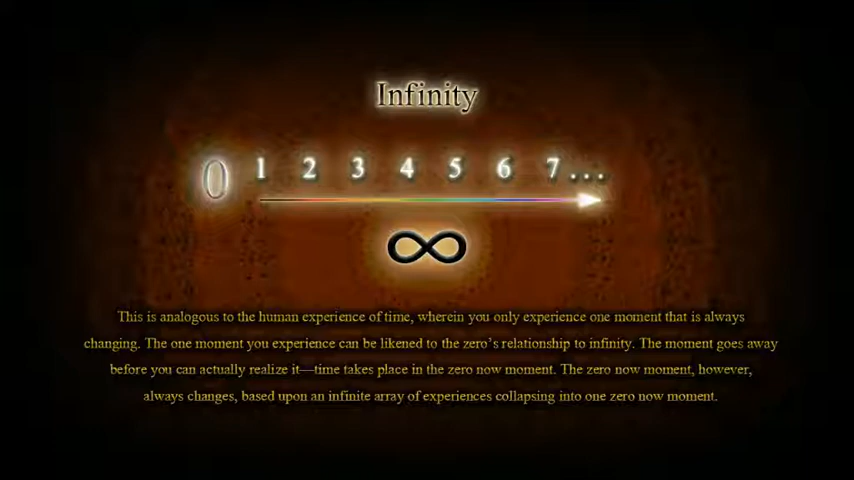 Infinity
0 1 2 3 4 5 6 7...
∞
This is analogous to the human experience of time, wherein you only experience one moment that is always
changing. The one moment you experience can be likened to the zero’s relationship to infinity. The moment goes away
before you can actually realize it—time takes place in the zero now moment. The zero now moment, however,
always changes, based upon an infinite array of experiences collapsing into one zero now moment.